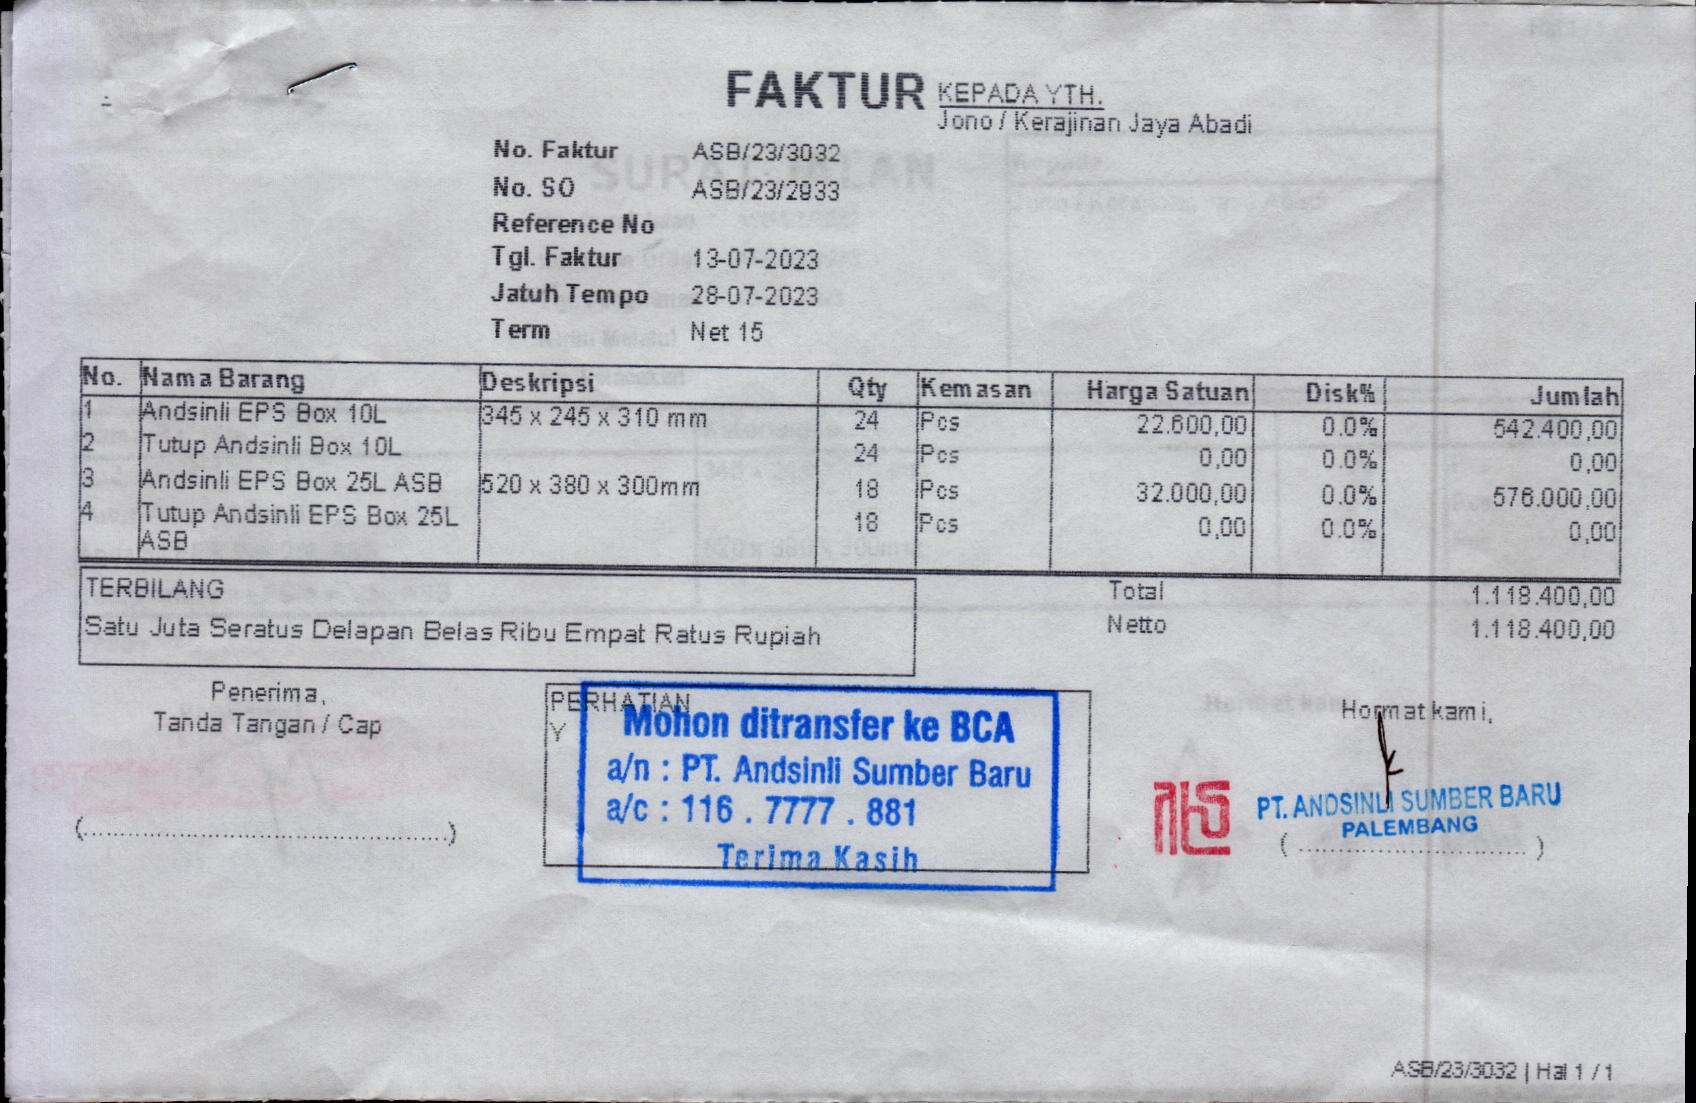 FAKTUR
KEPADA YTH.
Jono / Kerajinan Jaya Abadi
No. Faktur ASB/23/3032
No. SO ASB/23/2933
Reference No
Tgl. Faktur 13-07-2023
Jatuh Tempo 28-07-2023
Term Net 15
No. Nama Barang Deskripsi Qty Kemasan Harga Satuan Disk% Jumlah
1 Andsinli EPS Box 10L 345 x 245 x 310 mm 24 Pcs 22.600,00 0.0% 542.400,00
2 Tutup Andsinli Box 10L 24 Pcs 0,00 0.0% 0,00
3 Andsinli EPS Box 25L ASB 520 x 380 x 300mm 18 Pcs 32.000,00 0.0% 576.000,00
4 Tutup Andsinli EPS Box 25L 18 Pcs 0,00 0.0% 0,00
ASB
TERBILANG
Satu Juta Seratus Delapan Belas Ribu Empat Ratus Rupiah
Total 1.118.400,00
Netto 1.118.400,00
Penerima,
Tanda Tangan / Cap
(................................................)
PERHATIAN
Y
Mohon ditransfer ke BCA
a/n : PT. Andsinli Sumber Baru
a/c : 116 . 7777 . 881
Terima Kasih
Hormat kami,
PT. ANDSINLI SUMBER BARU
PALEMBANG
( .............................. )
ASB/23/3032 | Hal 1 / 1